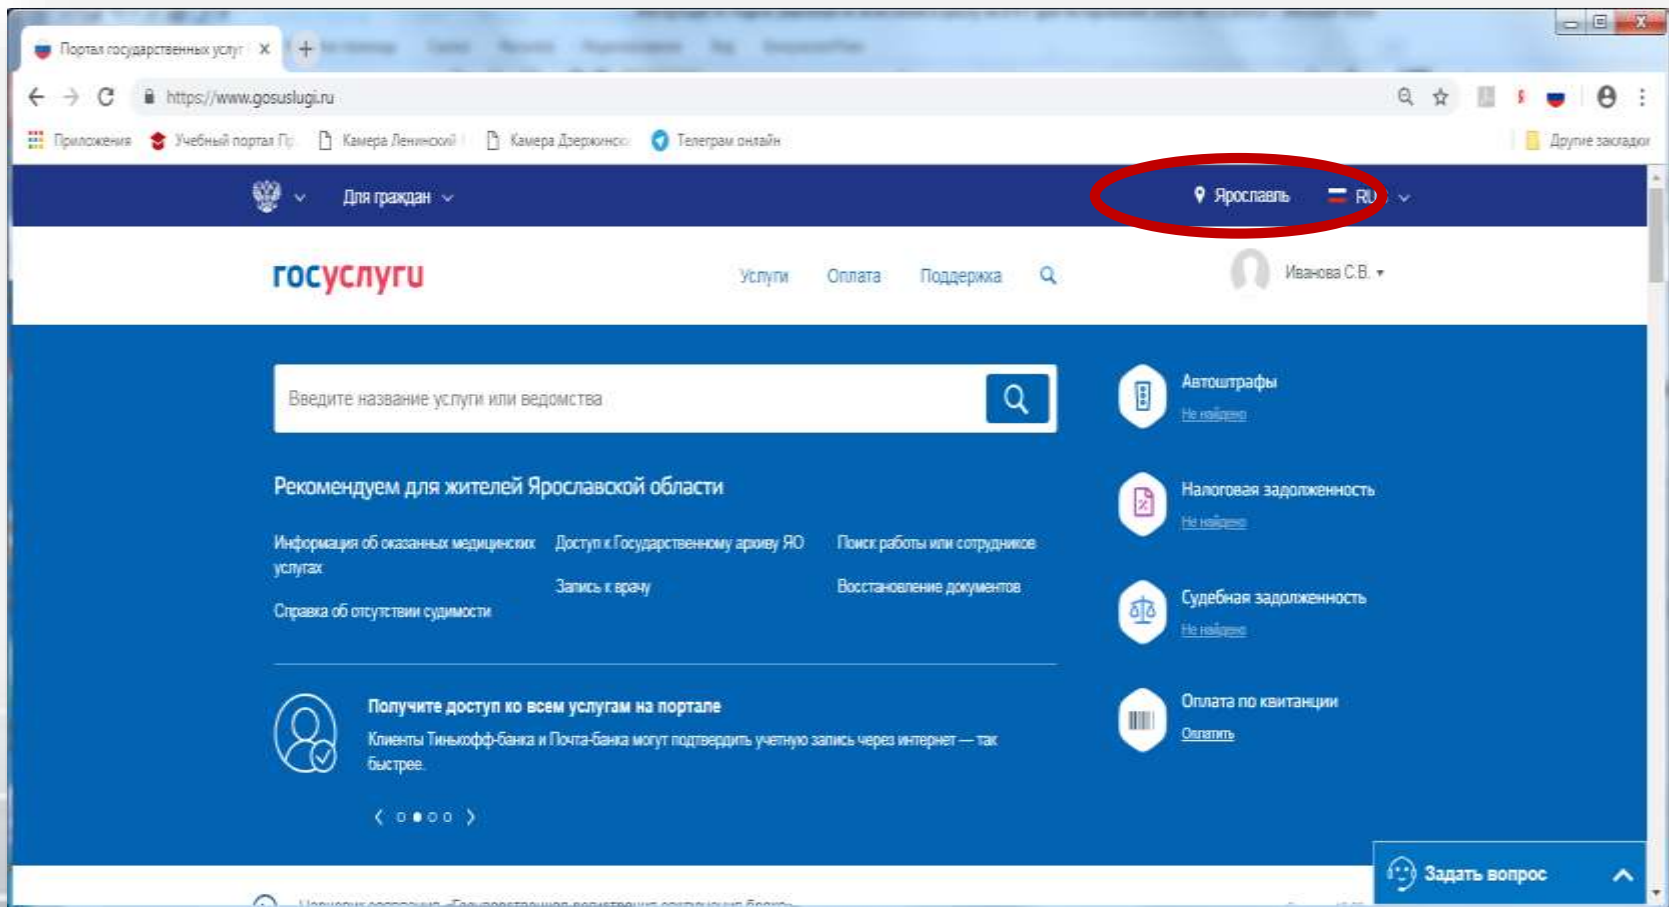 Портал государственных услуг
https://www.gosuslugi.ru
Приложения Учебный портал Камера Ленинский Камера Дзержинск Телеграм онлайн Другие закладки
Для граждан Ярославль RU
госуслуги Услуги Оплата Поддержка Иванова С.В.
Введите название услуги или ведомства
Автоштрафы
Не найдено
Рекомендуем для жителей Ярославской области
Налоговая задолженность
Не найдено
Информация об оказанных медицинских услугах
Справка об отсутствии судимости
Доступ к Государственному архиву ЯО
Запись к врачу
Поиск работы или сотрудников
Восстановление документов
Судебная задолженность
Не найдено
Получите доступ ко всем услугам на портале
Клиенты Тинькофф-банка и Почта-банка могут подтвердить учетную запись через интернет — так
быстрее.
Оплата по квитанции
Оплатить
Задать вопрос